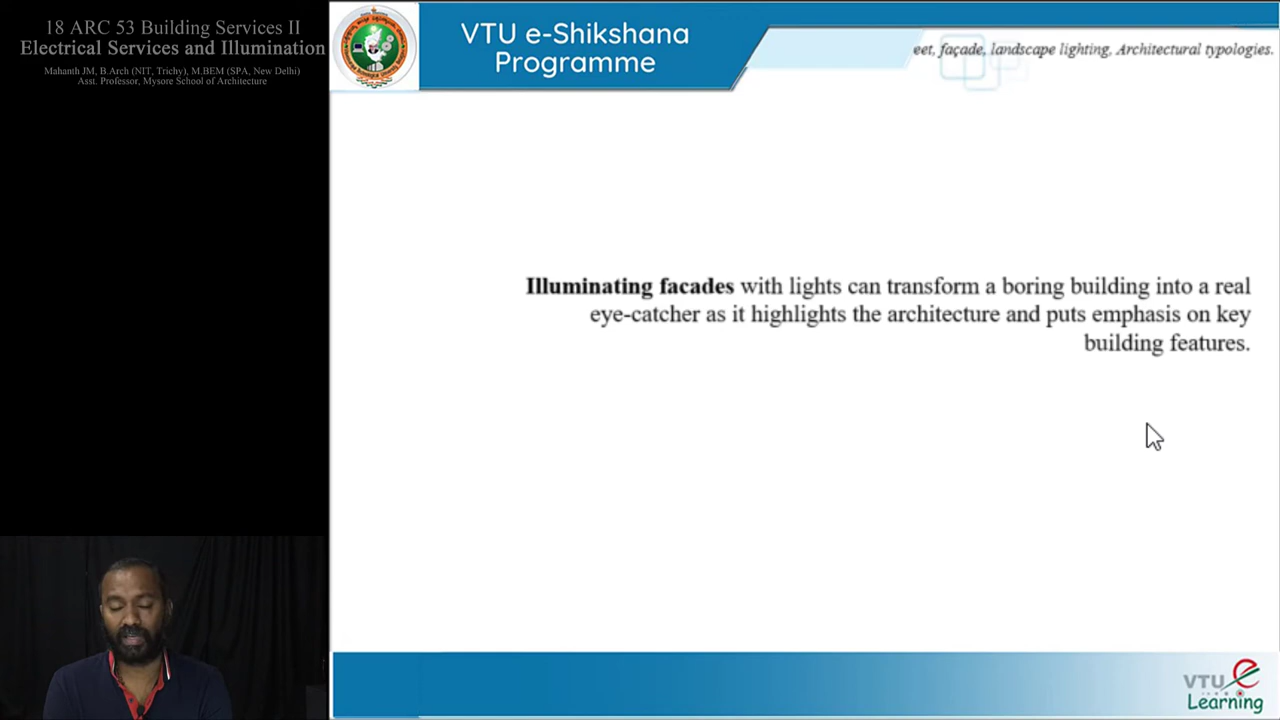 18 ARC 53 Building Services II
Electrical Services and Illumination
Mahanth JM, B.Arch (NIT, Trichy), M.BEM (SPA, New Delhi)
Asst. Professor, Mysore School of Architecture
VTU e-Shikshana
Programme
eet, façade, landscape lighting, Architectural typologies.
Illuminating facades with lights can transform a boring building into a real
eye-catcher as it highlights the architecture and puts emphasis on key
building features.
VTU e
Learning